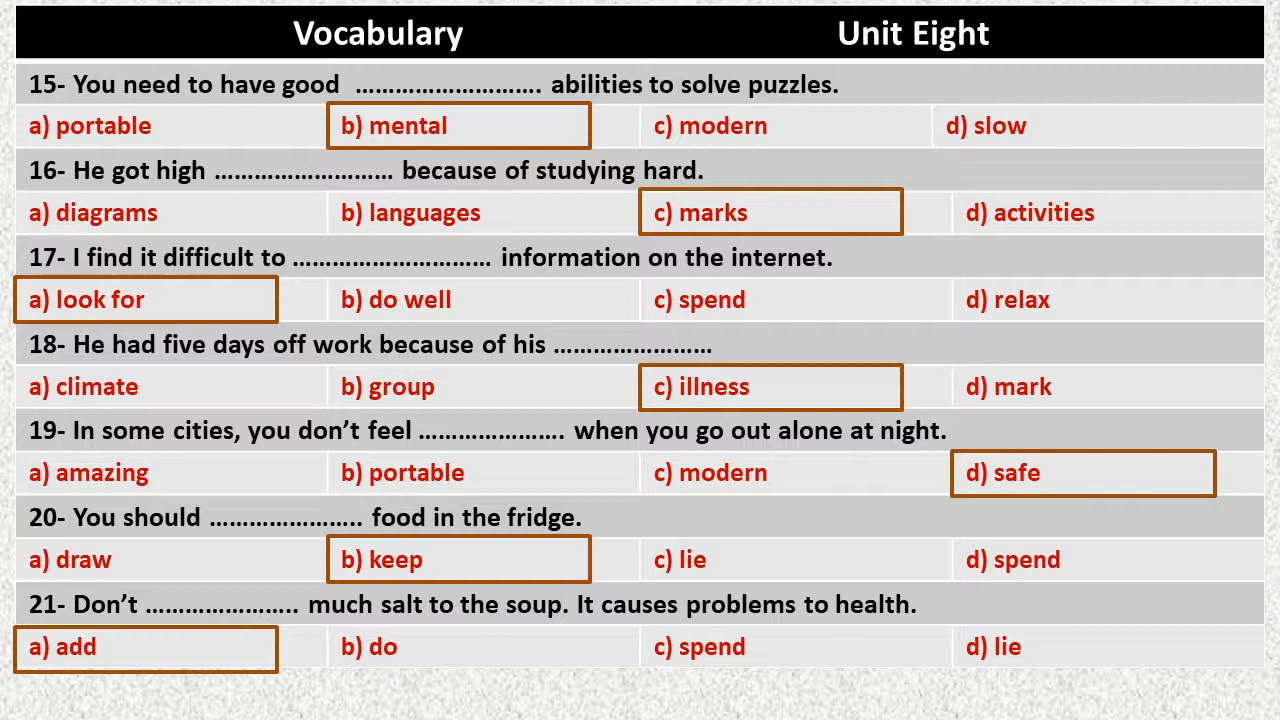 Vocabulary Unit Eight
15- You need to have good ………………………. abilities to solve puzzles.
a) portable b) mental c) modern d) slow
16- He got high ……………………… because of studying hard.
a) diagrams b) languages c) marks d) activities
17- I find it difficult to ………………………… information on the internet.
a) look for b) do well c) spend d) relax
18- He had five days off work because of his ……………………
a) climate b) group c) illness d) mark
19- In some cities, you don’t feel …………………. when you go out alone at night.
a) amazing b) portable c) modern d) safe
20- You should ………………….. food in the fridge.
a) draw b) keep c) lie d) spend
21- Don’t ………………….. much salt to the soup. It causes problems to health.
a) add b) do c) spend d) lie